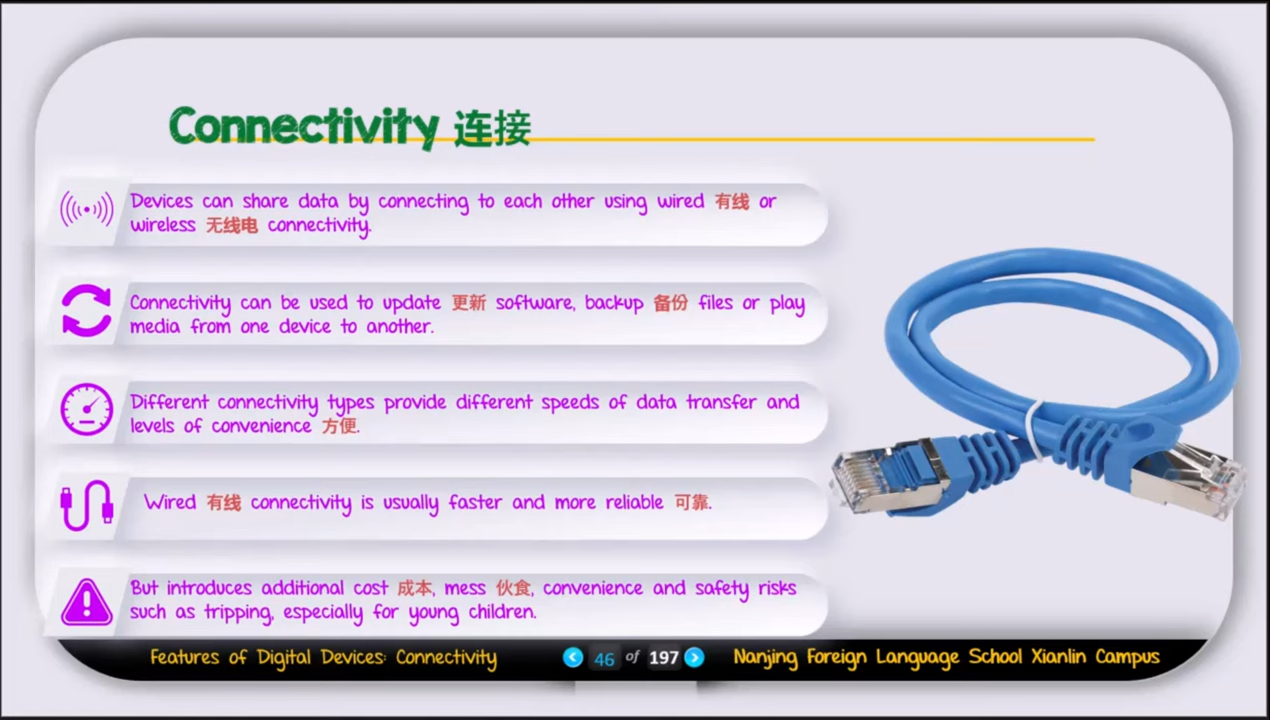 Connectivity 连接
Devices can share data by connecting to each other using wired 有线 or
wireless 无线电 connectivity.
Connectivity can be used to update 更新 software, backup 备份 files or play
media from one device to another.
Different connectivity types provide different speeds of data transfer and
levels of convenience 方便.
Wired 有线 connectivity is usually faster and more reliable 可靠.
But introduces additional cost 成本, mess 伙食, convenience and safety risks
such as tripping, especially for young children.
Features of Digital Devices: Connectivity
46 of 197
Nanjing Foreign Language School Xianlin Campus